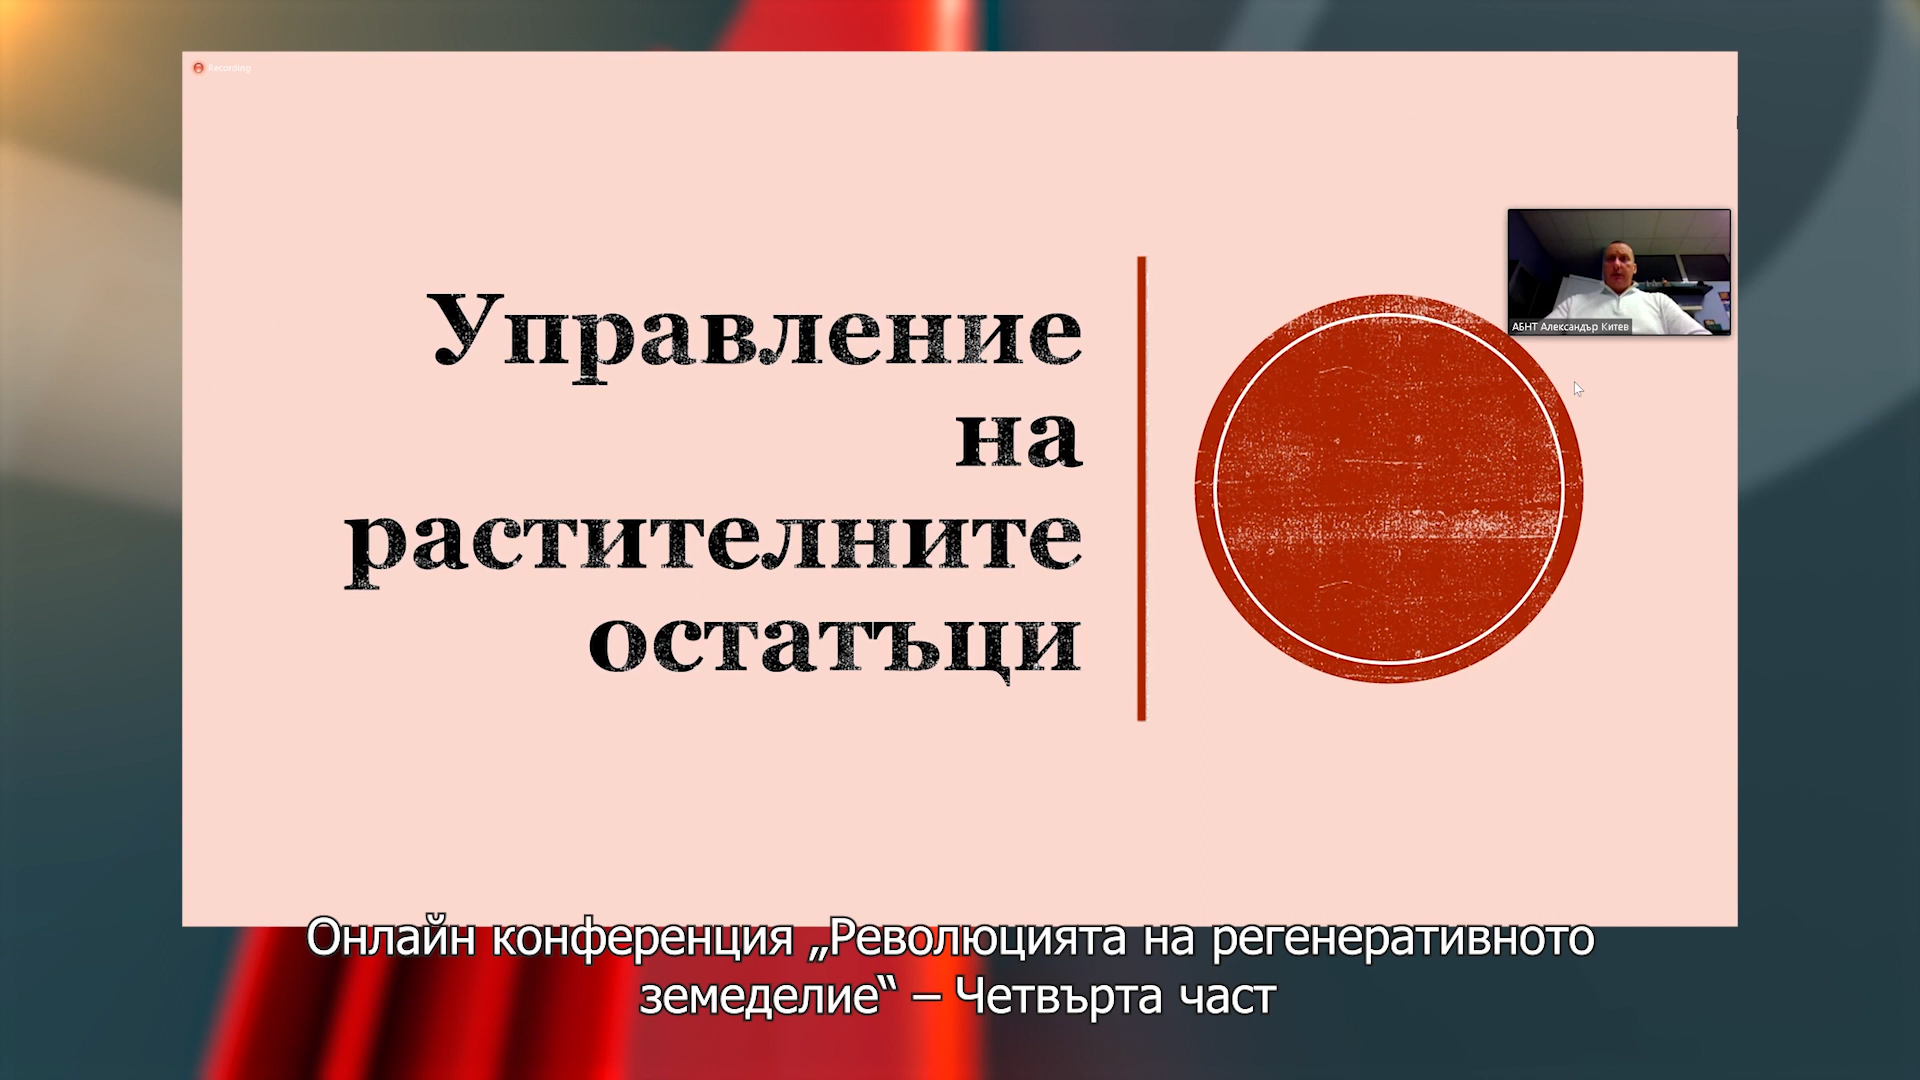 Recording
Управление
на
растителните
остатъци
АБНТ Александър Китев
Онлайн конференция „Революцията на регенеративното
земеделие“ – Четвърта част